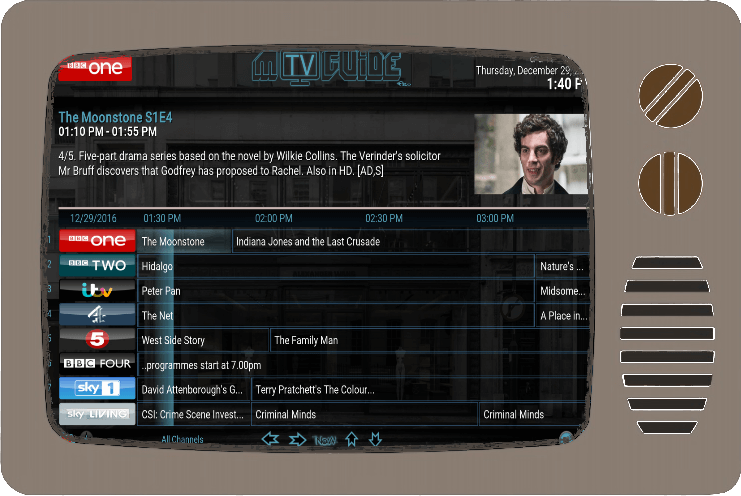 BBC one
mTV GUIDE
Thursday, December 29,
1:40 P
The Moonstone S1E4
01:10 PM - 01:55 PM
4/5. Five-part drama series based on the novel by Wilkie Collins. The Verinder's solicitor
Mr Bruff discovers that Godfrey has proposed to Rachel. Also in HD. [AD,S]
12/29/2016 01:30 PM 02:00 PM 02:30 PM 03:00 PM
1 BBC one The Moonstone Indiana Jones and the Last Crusade
2 BBC TWO Hidalgo Nature's ...
3 itv Peter Pan Midsome...
4 4 The Net A Place in...
5 5 West Side Story The Family Man
BBC FOUR ..programmes start at 7.00pm
7 sky 1 David Attenborough's G... Terry Pratchett's The Colour...
sky LIVING CSI: Crime Scene Invest... Criminal Minds Criminal Minds
All Channels Now